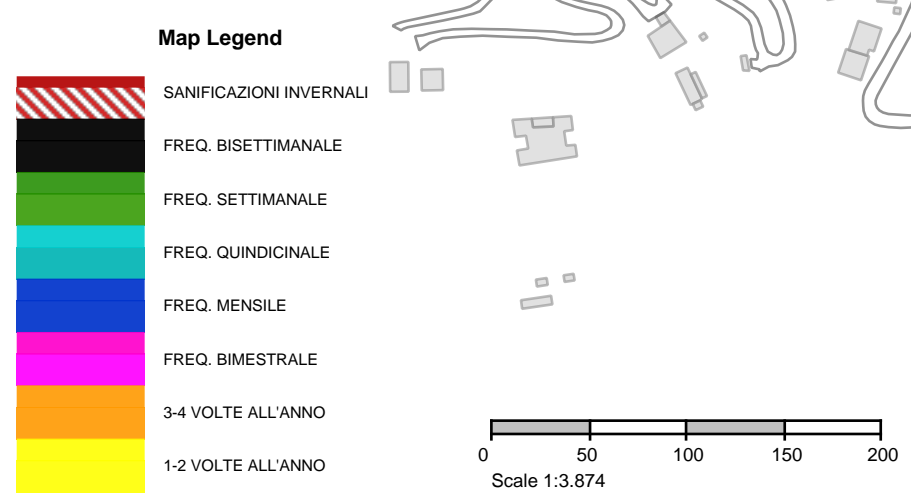 Map Legend
SANIFICAZIONI INVERNALI
FREQ. BISETTIMANALE
FREQ. SETTIMANALE
FREQ. QUINDICINALE
FREQ. MENSILE
FREQ. BIMESTRALE
3-4 VOLTE ALL'ANNO
1-2 VOLTE ALL'ANNO
0 50 100 150 200
Scale 1:3.874